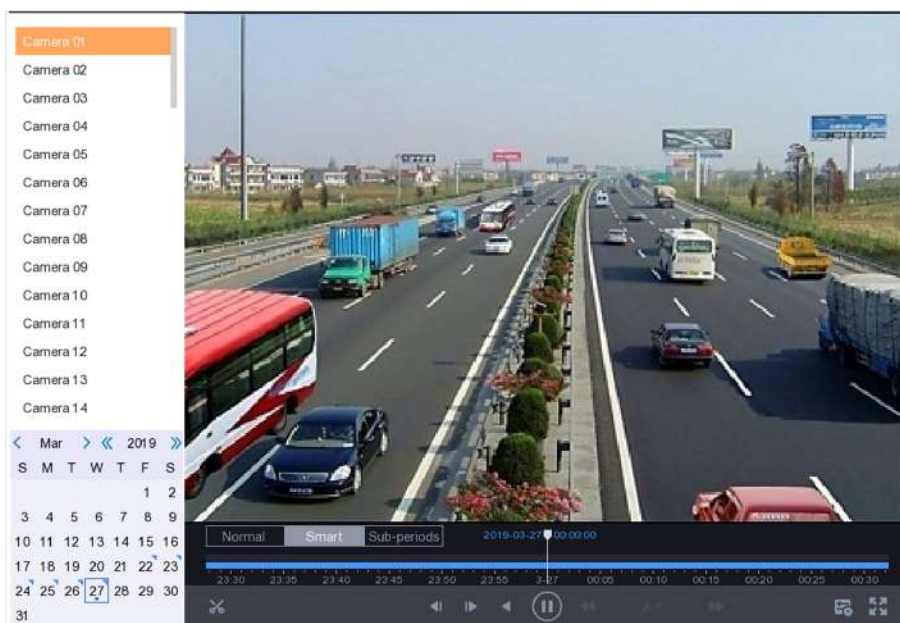 Camera 01
Camera 02
Camera 03
Camera 04
Camera 05
Camera 06
Camera 07
Camera 08
Camera 09
Camera 10
Camera 11
Camera 12
Camera 13
Camera 14
< Mar > « 2019 »
S M T W T F S
1 2
3 4 5 6 7 8 9
10 11 12 13 14 15 16
17 18 19 20 21 22 23
24 25 26 27 28 29 30
31
Normal Smart Sub-periods 2019-03-27 00:00:00
23:30 23:35 23:40 23:45 23:50 23:55 3-27 00:05 00:10 00:15 00:20 00:25 00:30